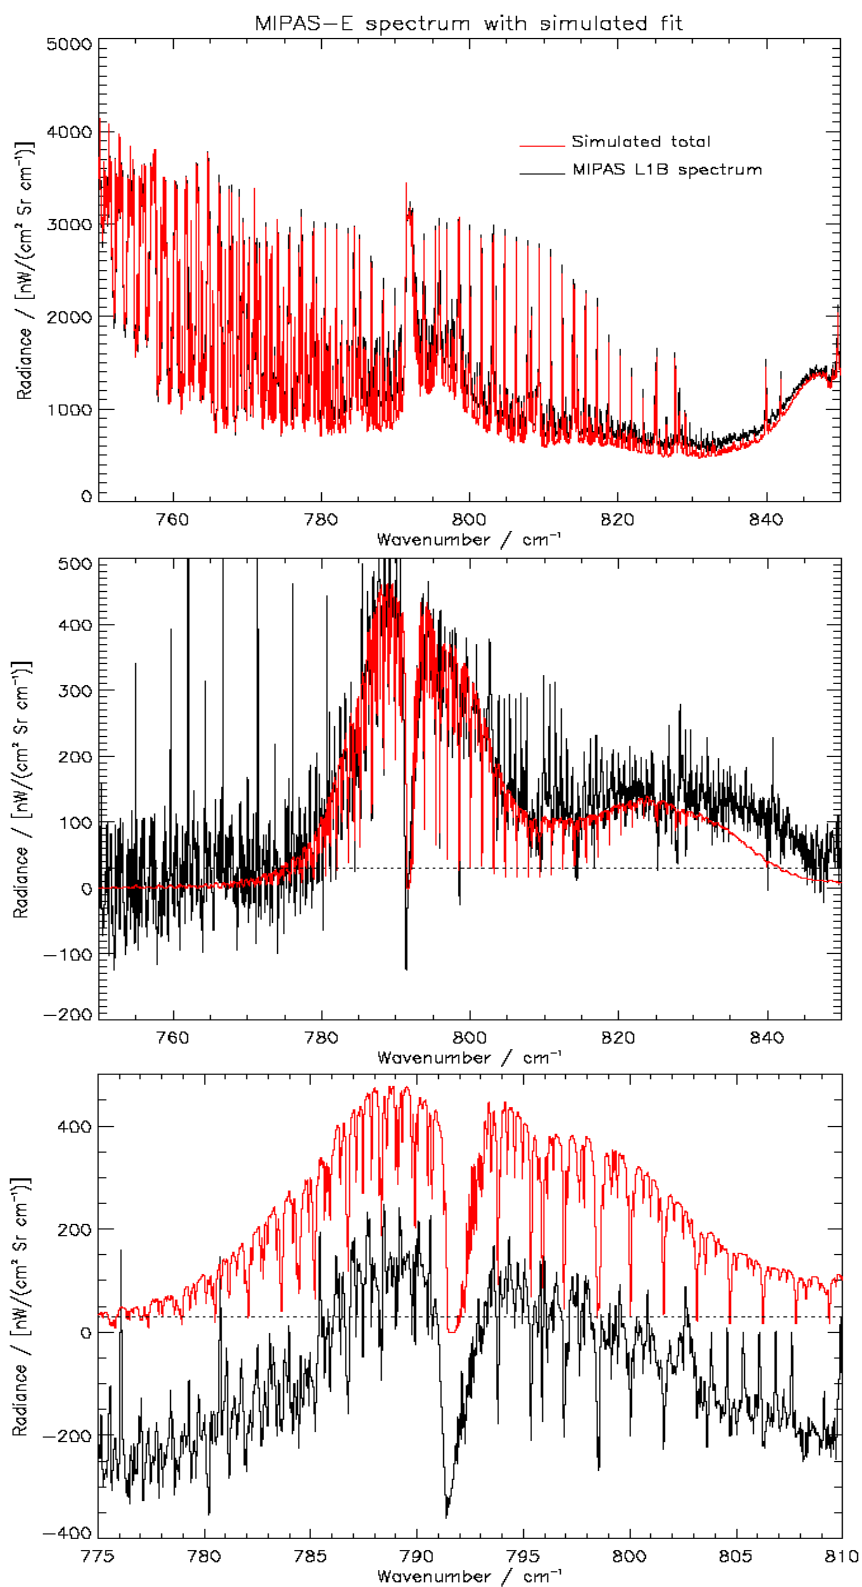 MIPAS-E spectrum with simulated fit
5000
4000
3000
2000
1000
0
Radiance / [nW/(cm² Sr cm⁻¹)]
Simulated total
MIPAS L1B spectrum
760 780 800 820 840
Wavenumber / cm⁻¹
500
400
300
200
100
0
-100
-200
Radiance / [nW/(cm² Sr cm⁻¹)]
760 780 800 820 840
Wavenumber / cm⁻¹
400
200
0
-200
-400
Radiance / [nW/(cm² Sr cm⁻¹)]
775 780 785 790 795 800 805 810
Wavenumber / cm⁻¹